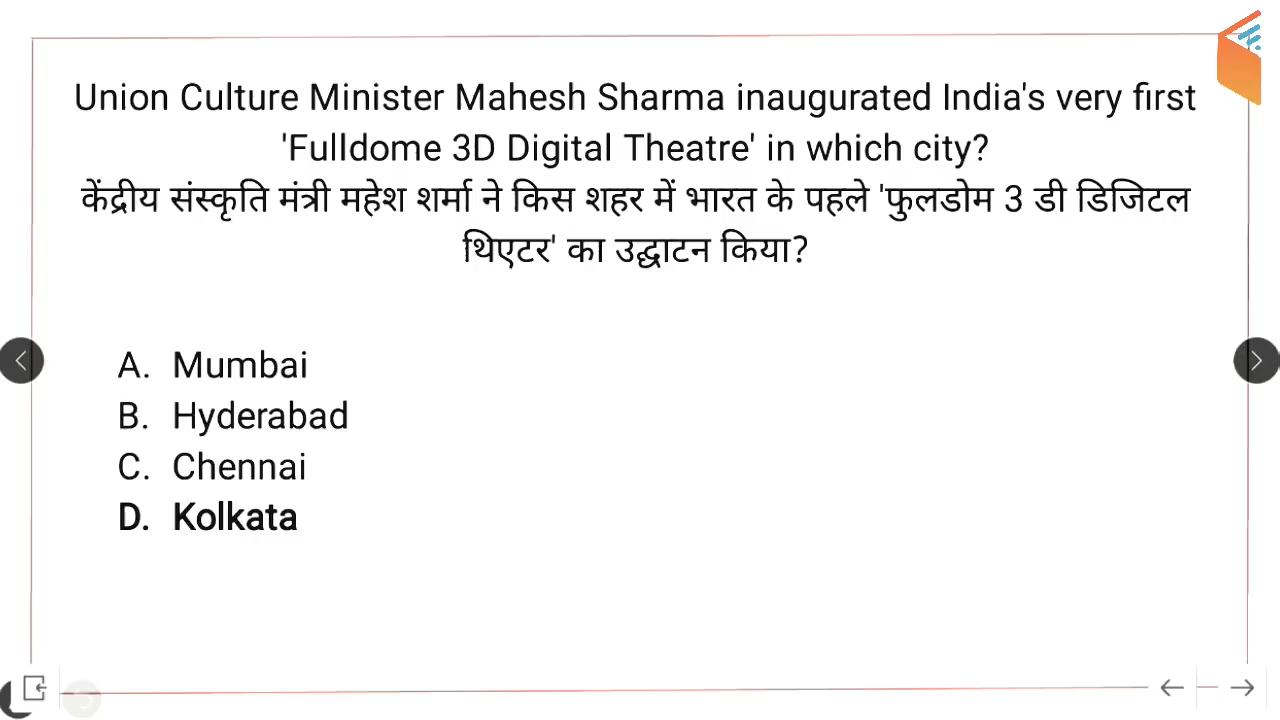 Union Culture Minister Mahesh Sharma inaugurated India's very first
'Fulldome 3D Digital Theatre' in which city?
केंद्रीय संस्कृति मंत्री महेश शर्मा ने किस शहर में भारत के पहले 'फुलडोम 3 डी डिजिटल
थिएटर' का उद्घाटन किया?
A. Mumbai
B. Hyderabad
C. Chennai
D. Kolkata